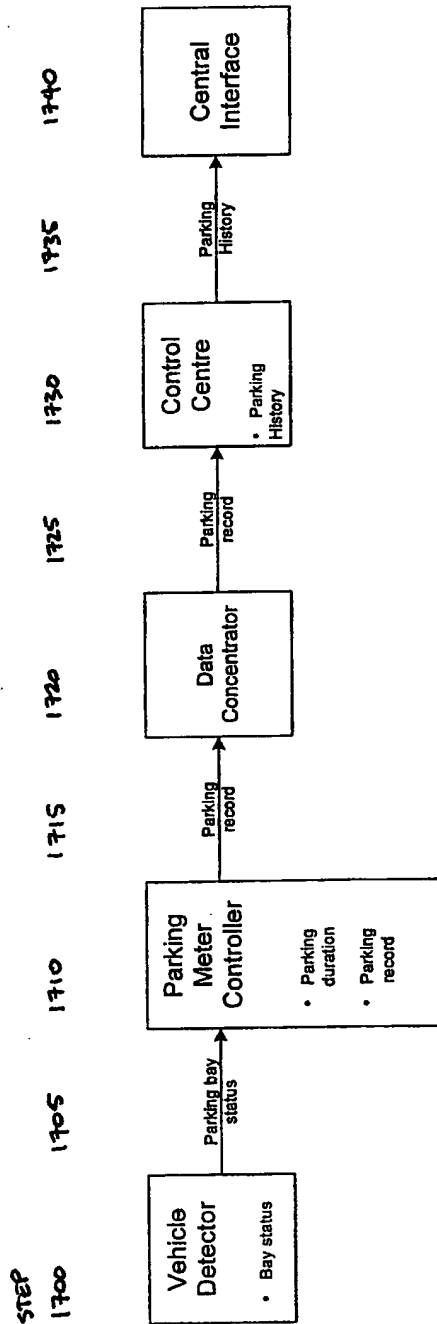 STEP
1700
1705
1710
1715
1720
1725
1730
1735
1740
Vehicle
Detector
• Bay status
Parking bay
status
Parking
Meter
Controller
• Parking
duration
• Parking
record
Parking
record
Data
Concentrator
Parking
record
Control
Centre
• Parking
History
Parking
History
Central
Interface